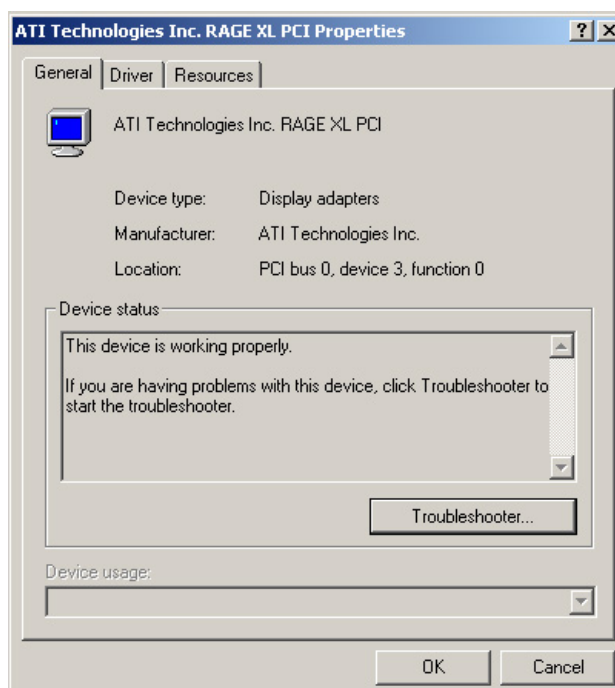 ATI Technologies Inc. RAGE XL PCI Properties
General Driver Resources
ATI Technologies Inc. RAGE XL PCI
Device type: Display adapters
Manufacturer: ATI Technologies Inc.
Location: PCI bus 0, device 3, function 0
Device status
This device is working properly.
If you are having problems with this device, click Troubleshooter to
start the troubleshooter.
Troubleshooter...
Device usage:
OK Cancel